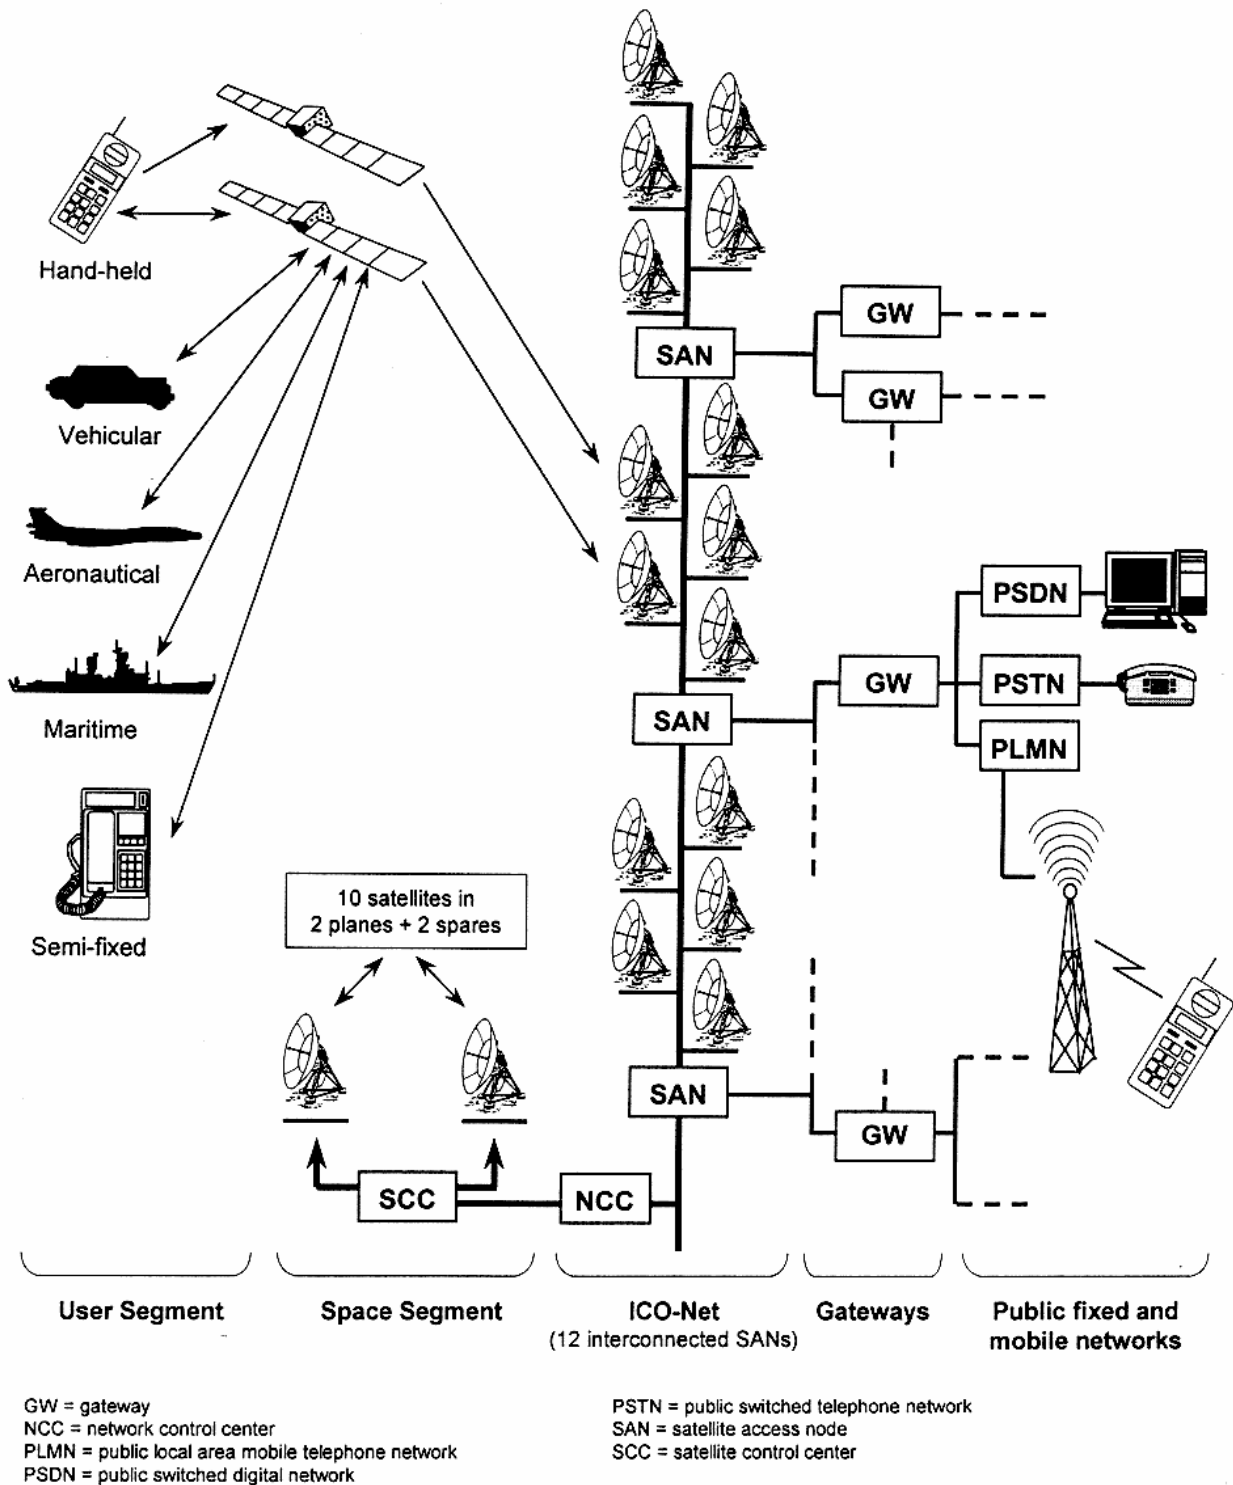 Hand-held
Vehicular
Aeronautical
Maritime
Semi-fixed
10 satellites in
2 planes + 2 spares
SCC
NCC
SAN
SAN
SAN
GW
GW
GW
GW
PSDN
PSTN
PLMN
User Segment
Space Segment
ICO-Net
(12 interconnected SANs)
Gateways
Public fixed and
mobile networks
GW = gateway
NCC = network control center
PLMN = public local area mobile telephone network
PSDN = public switched digital network
PSTN = public switched telephone network
SAN = satellite access node
SCC = satellite control center